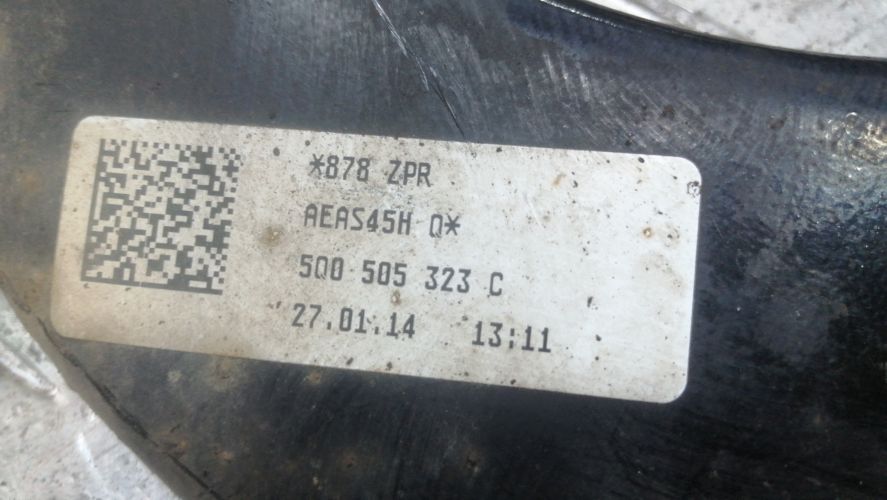 *878 ZPR
AEAS45H Q*
5Q0 505 323 C
27.01.14 13:11